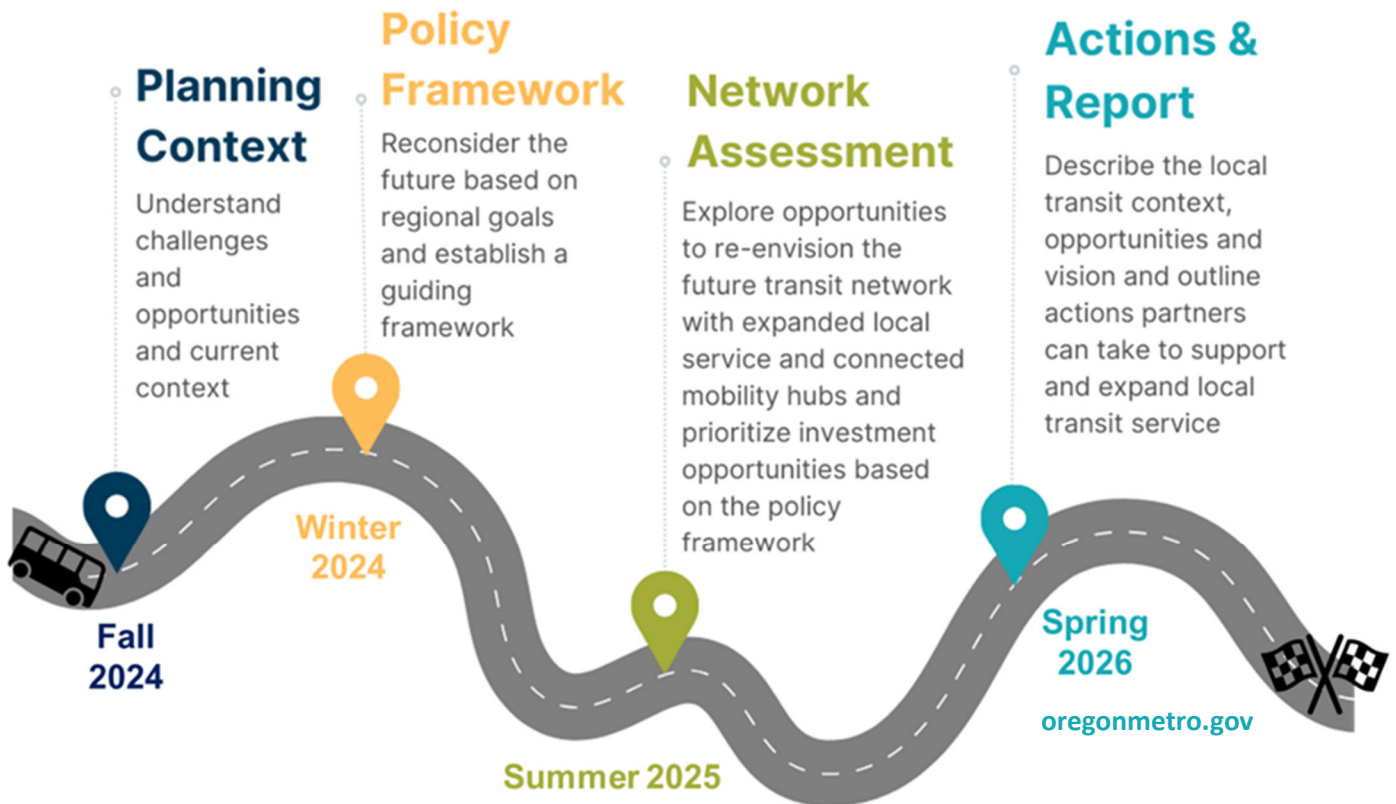 Planning
Context
Understand
challenges
and
opportunities
and current
context
Fall
2024
Policy
Framework
Reconsider the
future based on
regional goals
and establish a
guiding
framework
Winter
2024
Network
Assessment
Explore opportunities
to re-envision the
future transit network
with expanded local
service and connected
mobility hubs and
prioritize investment
opportunities based
on the policy
framework
Summer 2025
Actions &
Report
Describe the local
transit context,
opportunities and
vision and outline
actions partners
can take to support
and expand local
transit service
Spring
2026
oregonmetro.gov